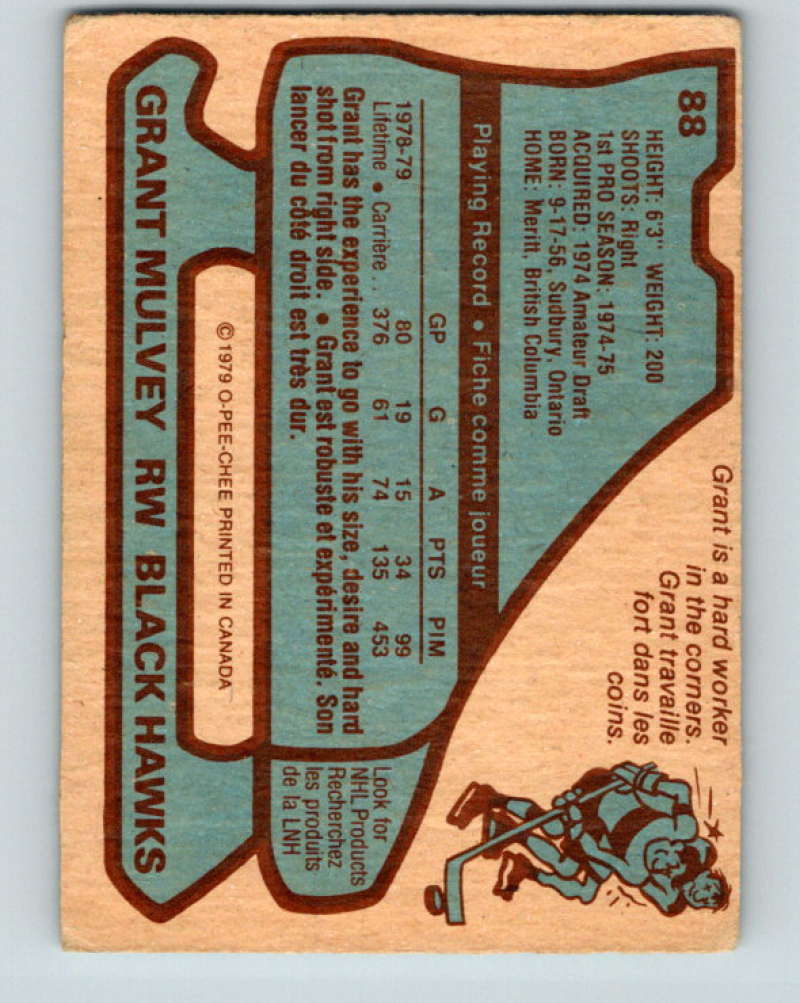 88
HEIGHT: 6'3" WEIGHT: 200
SHOOTS: Right
1st PRO SEASON: 1974-75
ACQUIRED: 1974 Amateur Draft
BORN: 9-17-56, Sudbury, Ontario
HOME: Merritt, British Columbia
Grant is a hard worker
in the corners.
Grant travaille
fort dans les
coins.
Playing Record • Fiche comme joueur
GP G A PTS PIM
1978-79 80 19 15 34 99
Lifetime • Carrière . . 376 61 74 135 453
Grant has the experience to go with his size, desire and hard
shot from right side. • Grant est robuste et expérimenté. Son
lancer du côté droit est très dur.
Look for
NHL Products
Recherchez
les produits
de la LNH
© 1979 O-PEE-CHEE PRINTED IN CANADA
GRANT MULVEY RW BLACK HAWKS